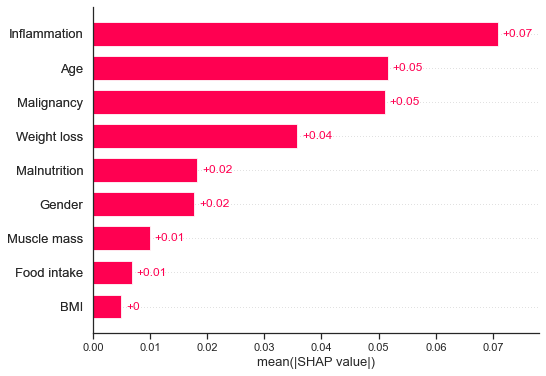 Inflammation +0.07
Age +0.05
Malignancy +0.05
Weight loss +0.04
Malnutrition +0.02
Gender +0.02
Muscle mass +0.01
Food intake +0.01
BMI +0
0.00 0.01 0.02 0.03 0.04 0.05 0.06 0.07
mean(|SHAP value|)